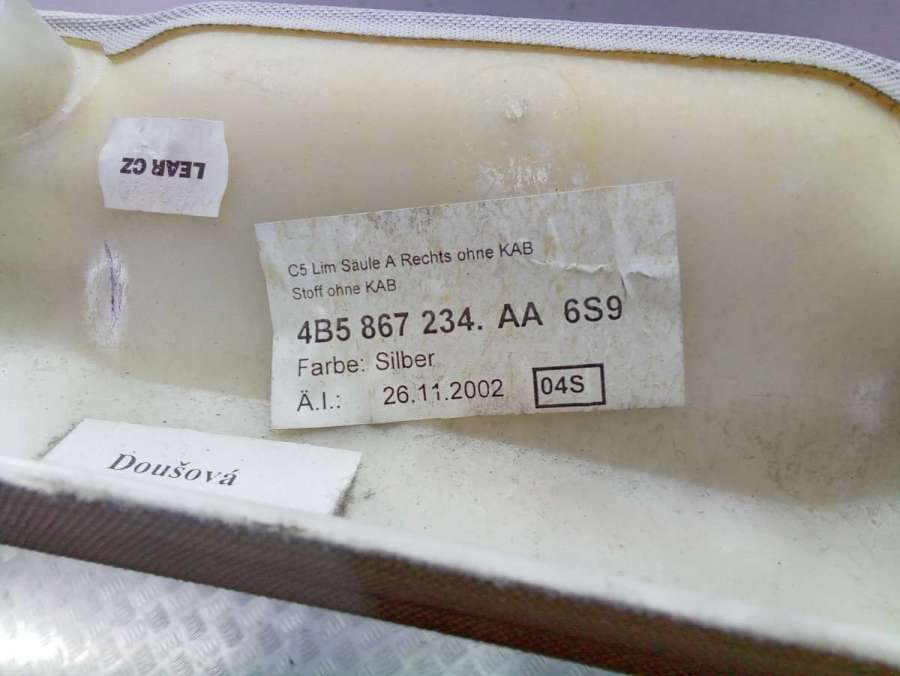 LEAR CZ
C5 Lim Säule A Rechts ohne KAB
Stoff ohne KAB
4B5 867 234. AA 6S9
Farbe: Silber
Ä.I.: 26.11.2002 04S
Doušová